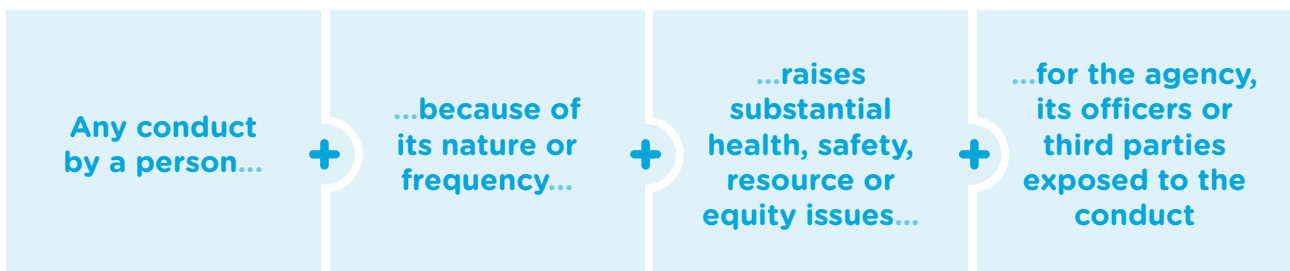 Any conduct
by a person...
+
...because of
its nature or
frequency...
+
...raises
substantial
health, safety,
resource or
equity issues...
+
...for the agency,
its officers or
third parties
exposed to the
conduct